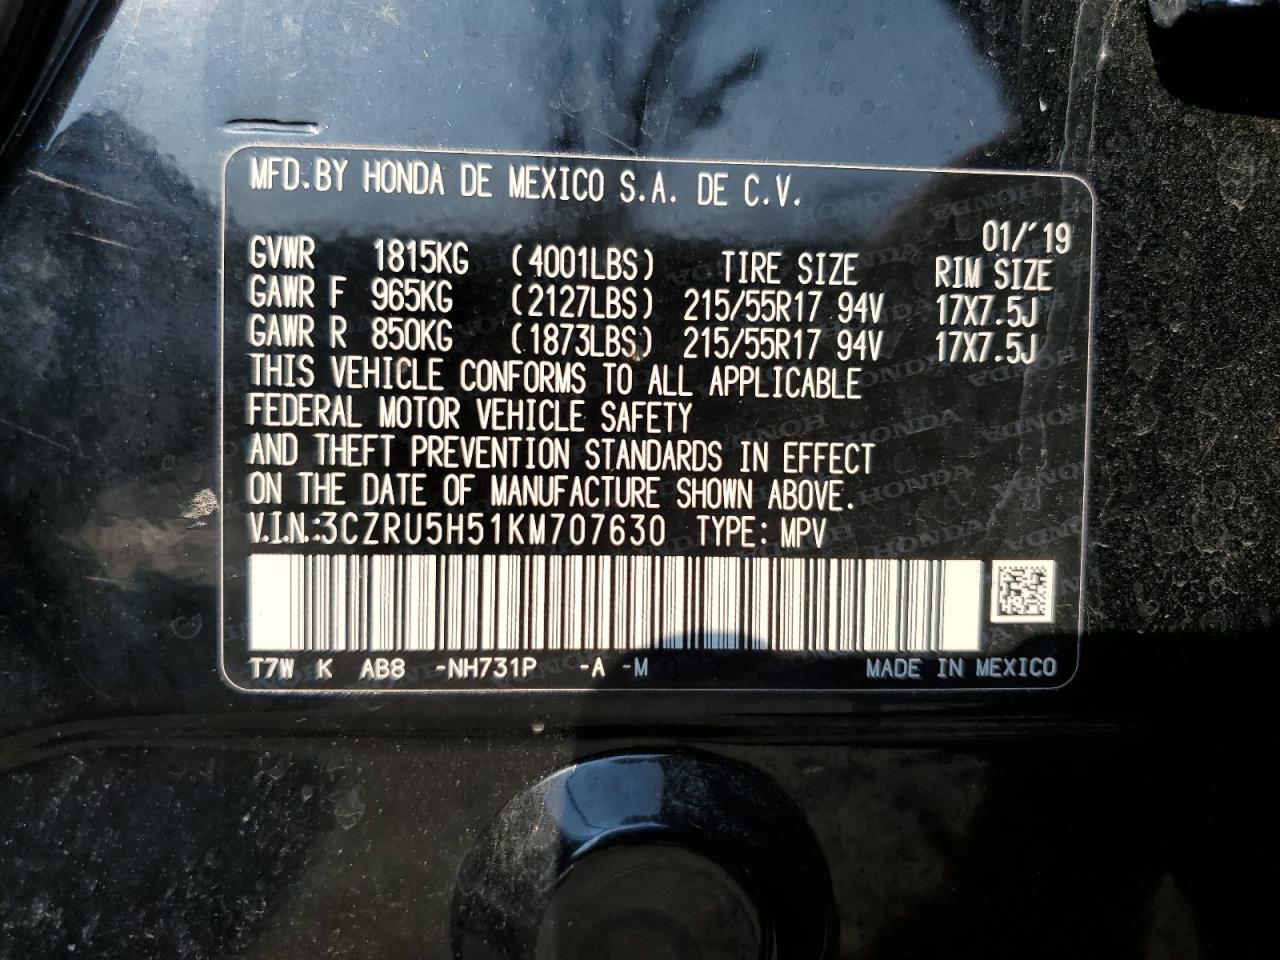 MFD.BY HONDA DE MEXICO S.A. DE C.V.
01/'19
GVWR 1815KG (4001LBS) TIRE SIZE RIM SIZE
GAWR F 965KG (2127LBS) 215/55R17 94V 17X7.5J
GAWR R 850KG (1873LBS) 215/55R17 94V 17X7.5J
THIS VEHICLE CONFORMS TO ALL APPLICABLE
FEDERAL MOTOR VEHICLE SAFETY
AND THEFT PREVENTION STANDARDS IN EFFECT
ON THE DATE OF MANUFACTURE SHOWN ABOVE.
V.I.N.:3CZRU5H51KM707630 TYPE: MPV
T7W K AB8 -NH731P -A -M MADE IN MEXICO